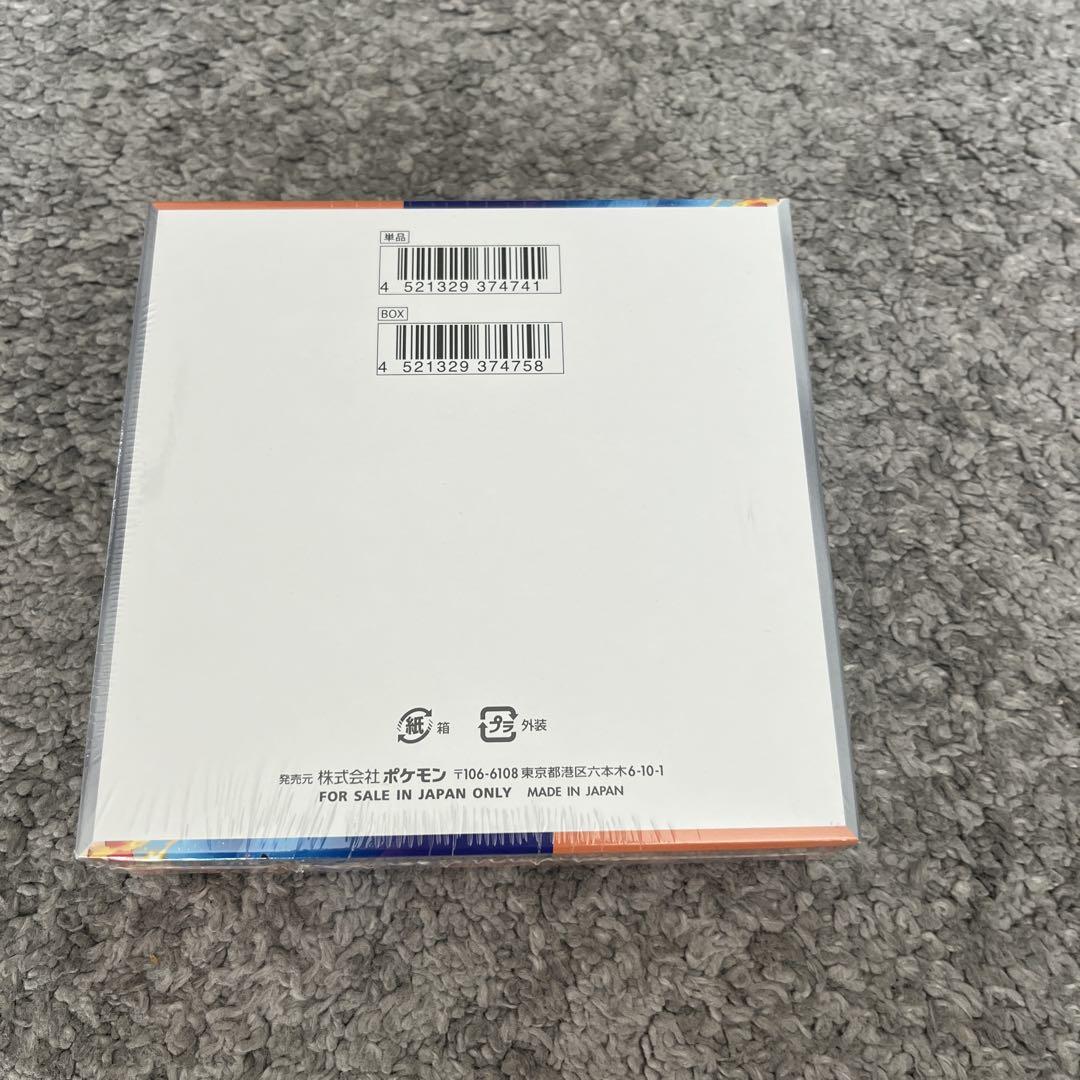 単品
4 521329 374741
BOX
4 521329 374758
紙 箱 プラ 外装
発売元 株式会社ポケモン 〒106-6108 東京都港区六本木6-10-1
FOR SALE IN JAPAN ONLY MADE IN JAPAN